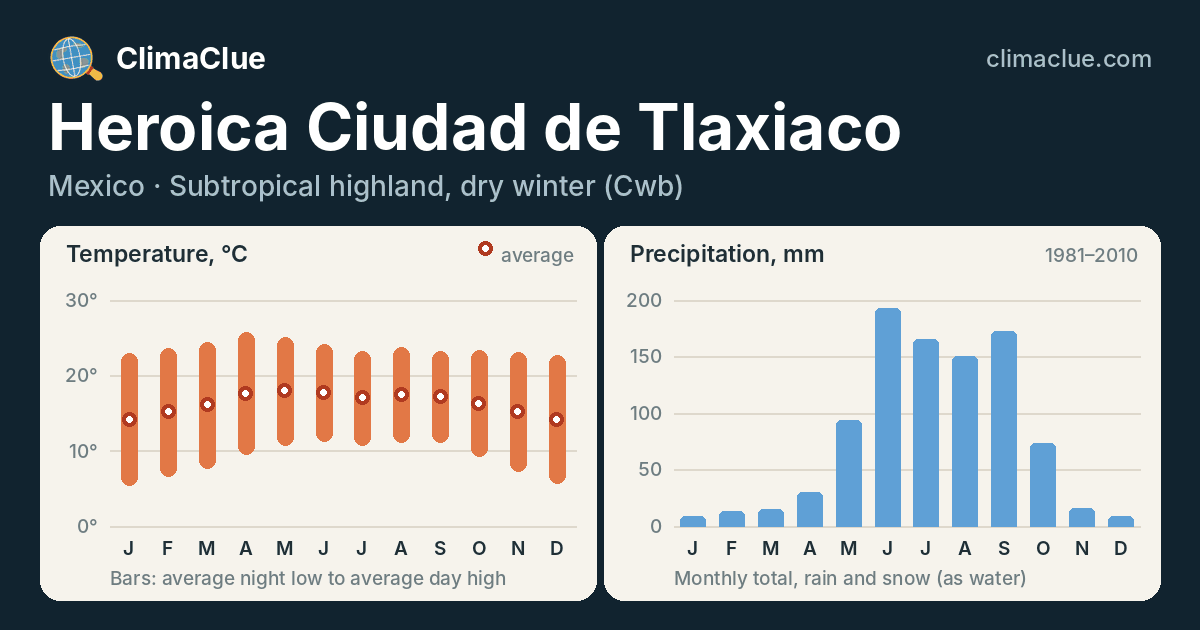 ClimaClue
climaclue.com
Heroica Ciudad de Tlaxiaco
Mexico · Subtropical highland, dry winter (Cwb)
Temperature, °C
average
30°
20°
10°
0°
J F M A M J J A S O N D
Bars: average night low to average day high
Precipitation, mm
1981–2010
200
150
100
50
0
J F M A M J J A S O N D
Monthly total, rain and snow (as water)